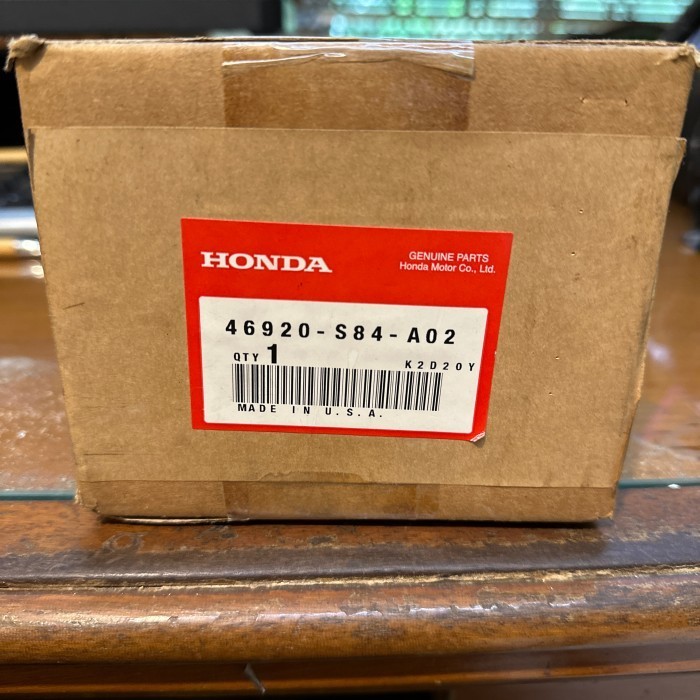 HONDA
GENUINE PARTS
Honda Motor Co., Ltd.
46920-S84-A02
QTY 1
K2D20Y
MADE IN U.S.A.